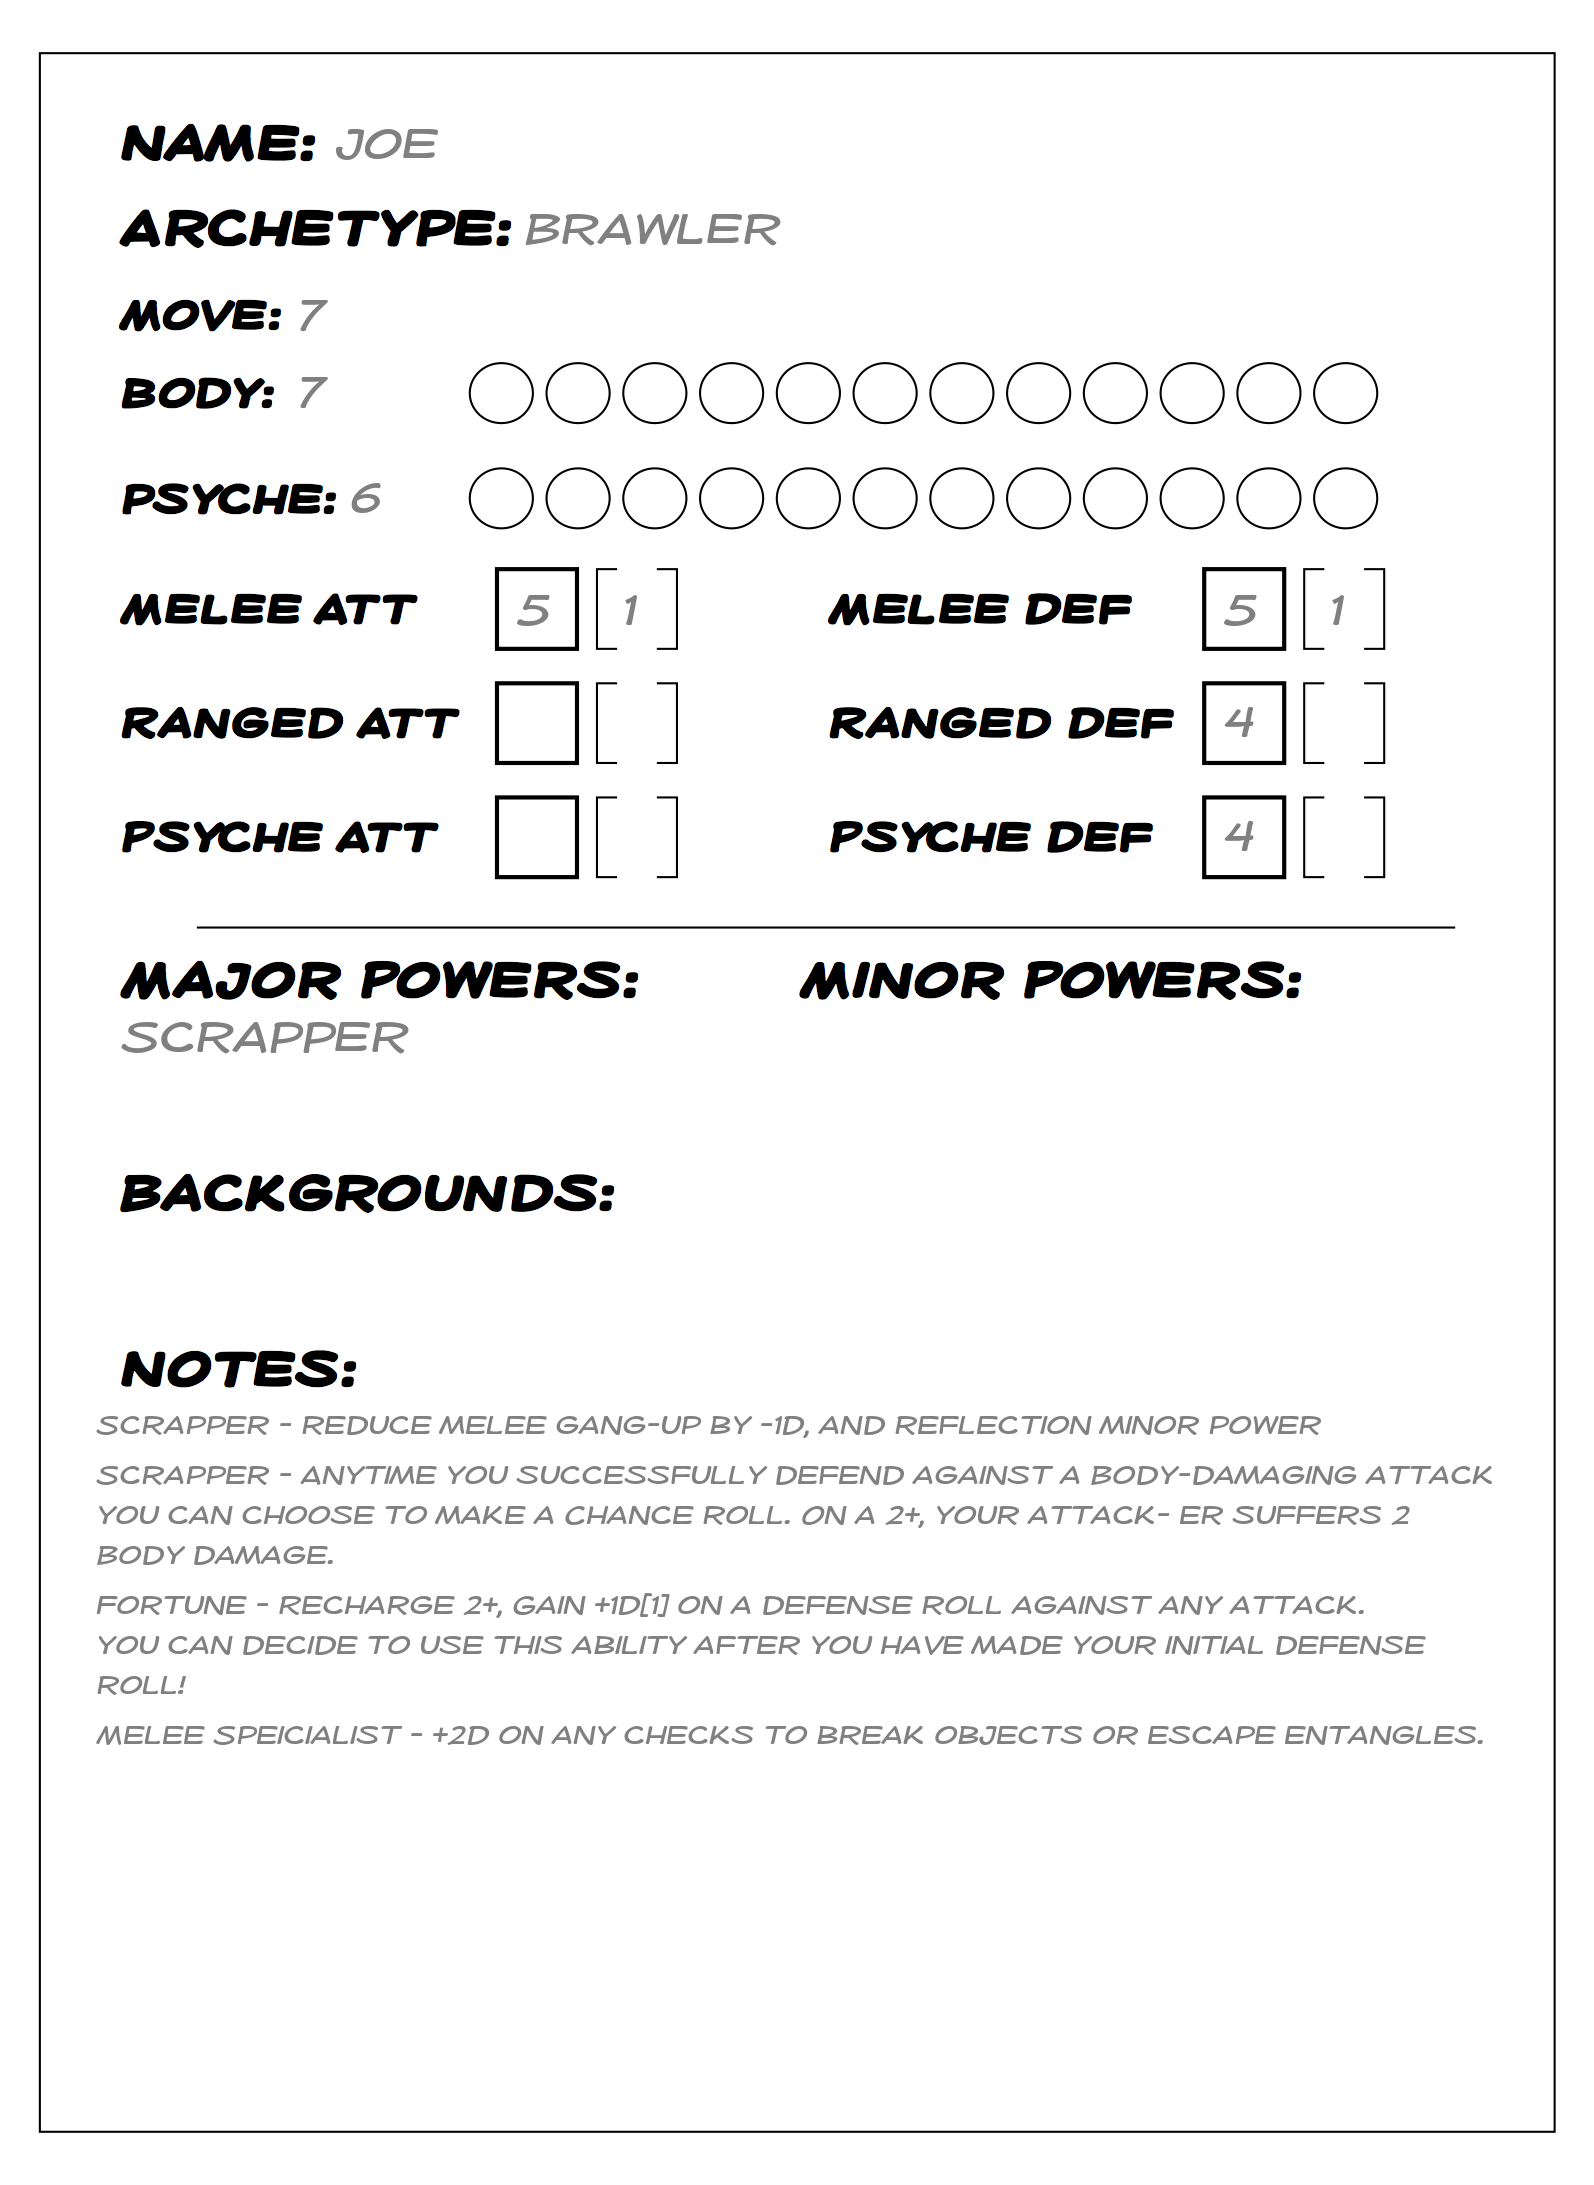 NAME: JOE
ARCHETYPE: BRAWLER
MOVE: 7
BODY: 7
PSYCHE: 6
MELEE ATT 5 [1] MELEE DEF 5 [1]
RANGED ATT [ ] RANGED DEF 4 [ ]
PSYCHE ATT [ ] PSYCHE DEF 4 [ ]
MAJOR POWERS: MINOR POWERS:
SCRAPPER
BACKGROUNDS:
NOTES:
SCRAPPER - REDUCE MELEE GANG-UP BY -1D, AND REFLECTION MINOR POWER
SCRAPPER - ANYTIME YOU SUCCESSFULLY DEFEND AGAINST A BODY-DAMAGING ATTACK
YOU CAN CHOOSE TO MAKE A CHANCE ROLL. ON A 2+, YOUR ATTACK- ER SUFFERS 2
BODY DAMAGE.
FORTUNE - RECHARGE 2+, GAIN +1D[1] ON A DEFENSE ROLL AGAINST ANY ATTACK.
YOU CAN DECIDE TO USE THIS ABILITY AFTER YOU HAVE MADE YOUR INITIAL DEFENSE
ROLL!
MELEE SPEICIALIST - +2D ON ANY CHECKS TO BREAK OBJECTS OR ESCAPE ENTANGLES.